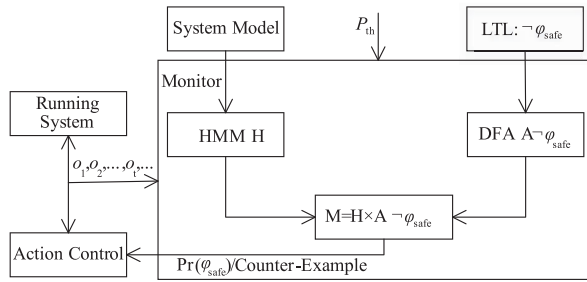 System Model
P_th
LTL: ¬φ_safe
Monitor
Running
System
HMM H
DFA A¬φ_safe
o_1,o_2,...,o_t,...
M=H×A ¬φ_safe
Action Control
Pr(φ_safe)/Counter-Example